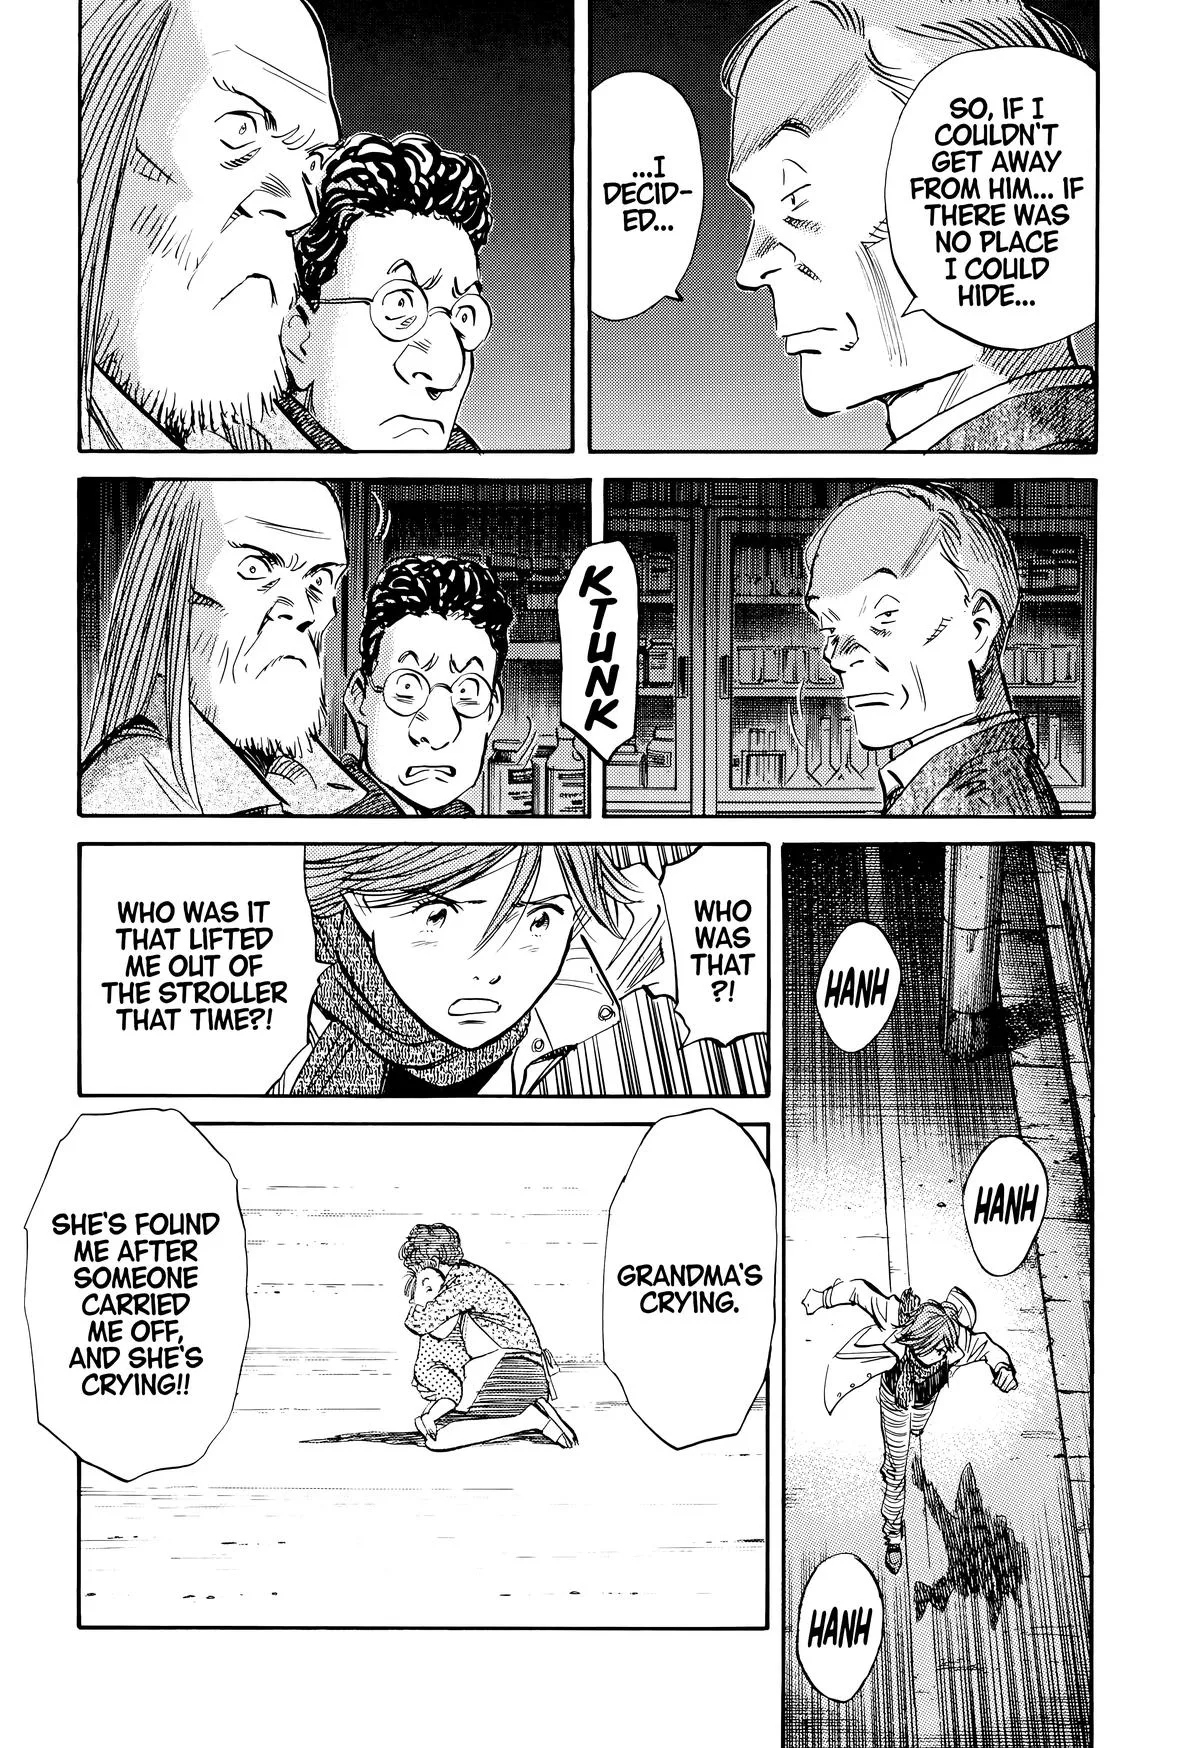 SO, IF I
COULDN'T
GET AWAY
FROM HIM... IF
THERE WAS
NO PLACE
I COULD
HIDE...
...I
DECID-
ED...
KTUNK
HANH
HANH
HANH
WHO
WAS
THAT
?!
WHO WAS IT
THAT LIFTED
ME OUT OF
THE STROLLER
THAT TIME?!
GRANDMA'S
CRYING.
SHE'S FOUND
ME AFTER
SOMEONE
CARRIED
ME OFF,
AND SHE'S
CRYING!!